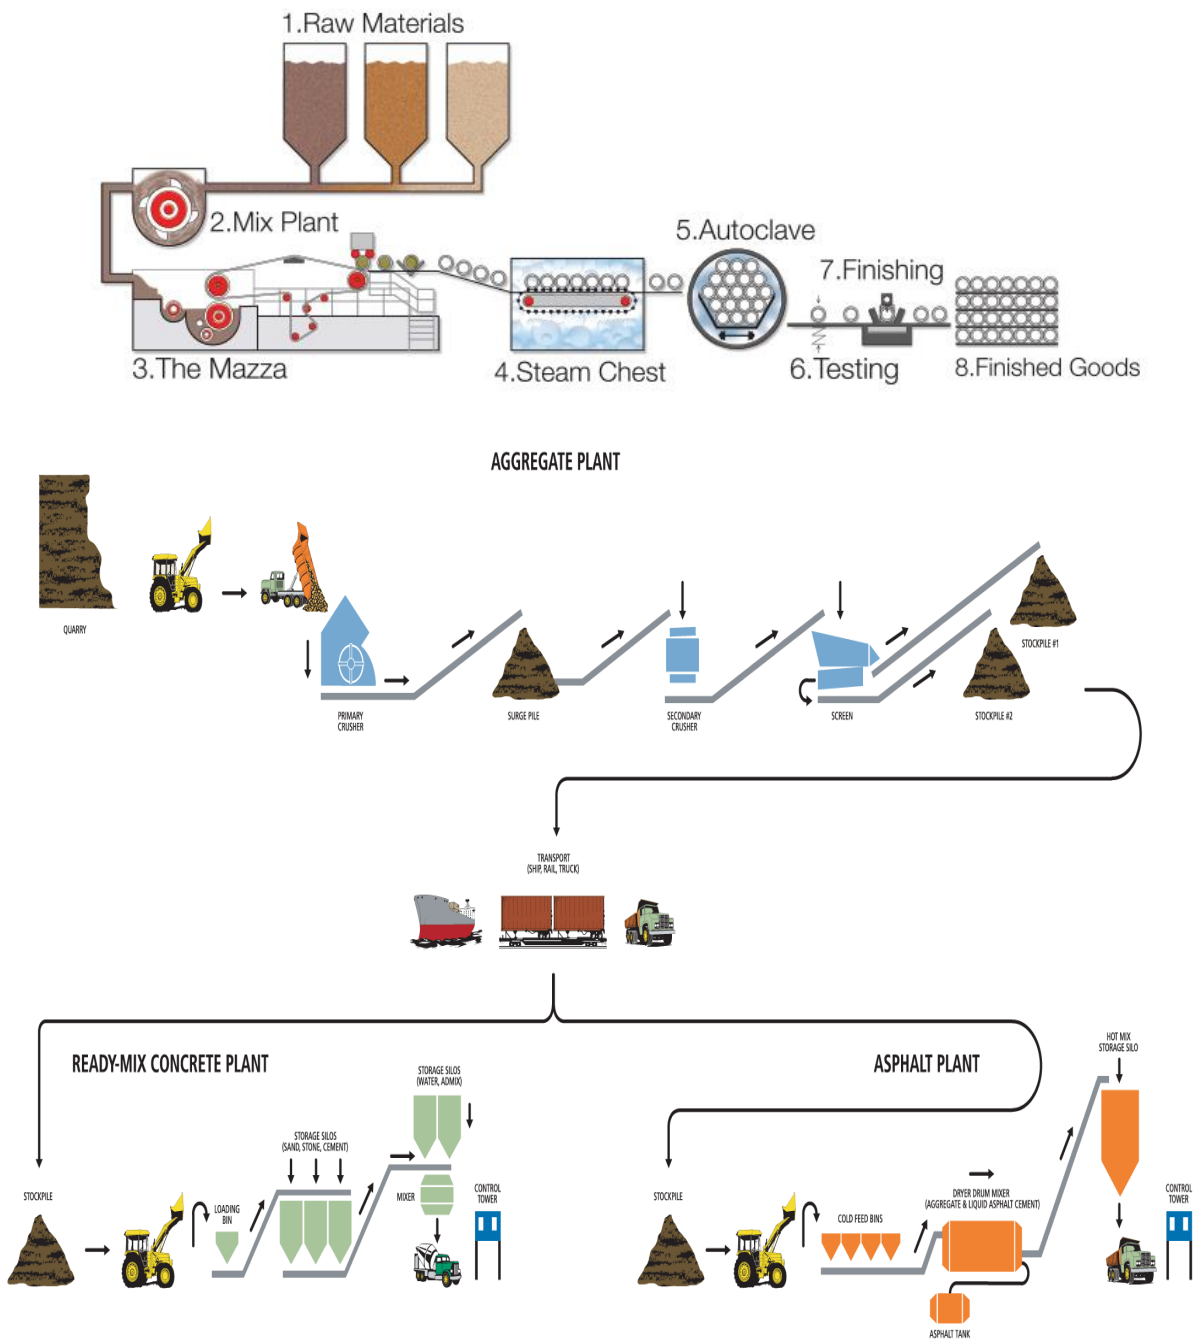 1.Raw Materials
2.Mix Plant
5.Autoclave
7.Finishing
3.The Mazza
4.Steam Chest
6.Testing
8.Finished Goods
AGGREGATE PLANT
QUARRY
STOCKPILE #1
PRIMARY
CRUSHER
SURGE PILE
SECONDARY
CRUSHER
SCREEN
STOCKPILE #2
TRANSPORT
(SHIP, RAIL, TRUCK)
READY-MIX CONCRETE PLANT
STORAGE SILOS
(WATER, ADMIX)
STORAGE SILOS
(SAND, STONE, CEMENT)
STOCKPILE
LOADING
BIN
MIXER
CONTROL
TOWER
ASPHALT PLANT
HOT MIX
STORAGE SILO
STOCKPILE
COLD FEED BINS
DRYER DRUM MIXER
(AGGREGATE & LIQUID ASPHALT CEMENT)
CONTROL
TOWER
ASPHALT TANK